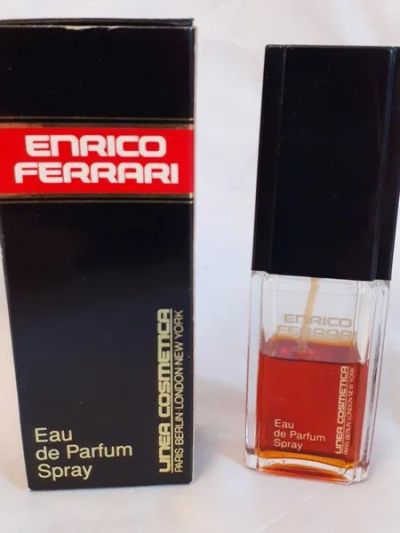 ENRICO
FERRARI
Eau
de Parfum
Spray
LINEA COSMETICA
PARIS·BERLIN·LONDON·NEW YORK
ENRICO
FERRARI
Eau
de Parfum
Spray
LINEA COSMETICA
PARIS BERLIN LONDON NEW YORK